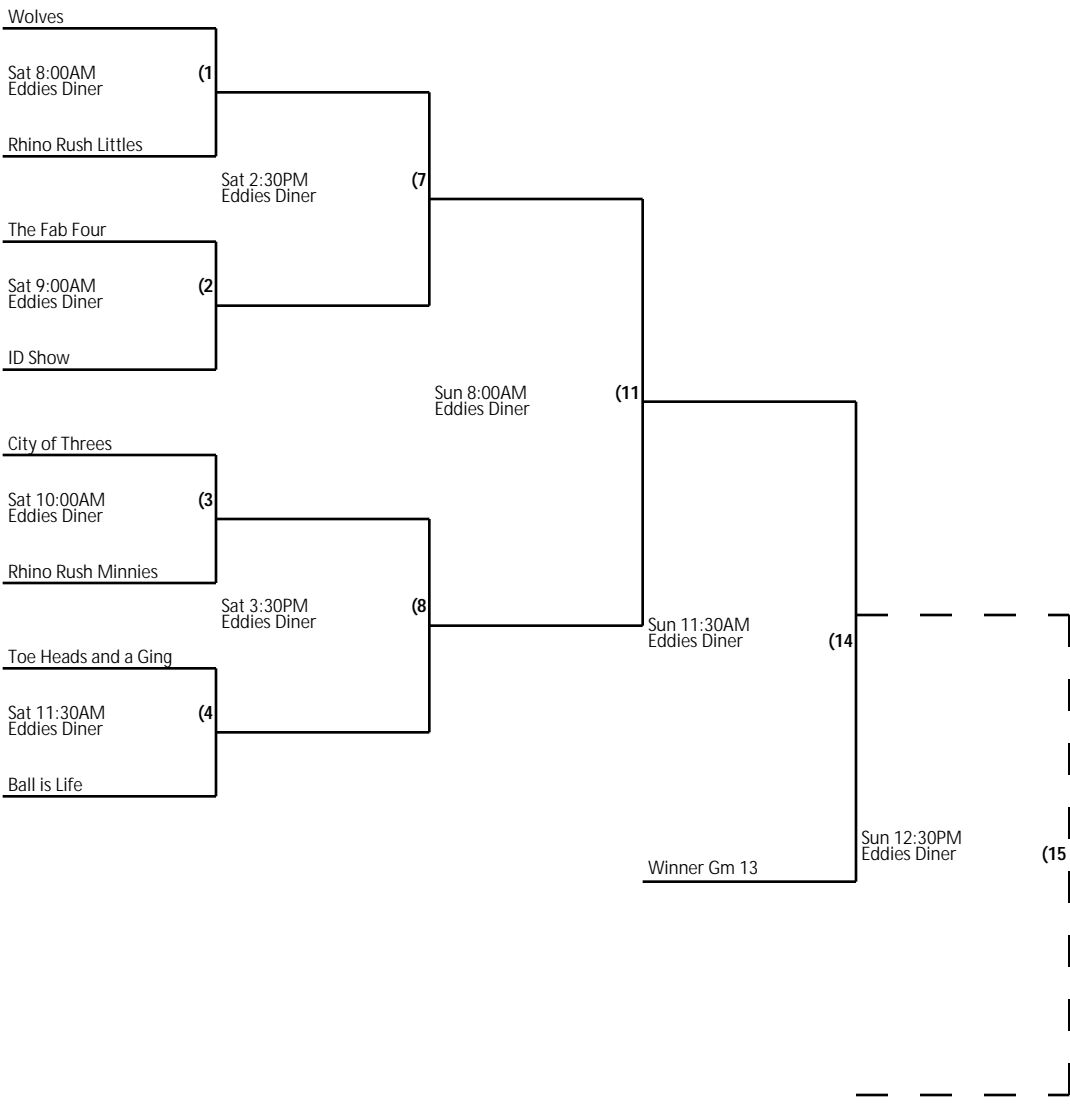 Wolves
Sat 8:00AM
Eddies Diner
(1
Rhino Rush Littles
Sat 2:30PM
Eddies Diner
(7
The Fab Four
Sat 9:00AM
Eddies Diner
(2
ID Show
Sun 8:00AM
Eddies Diner
(11
City of Threes
Sat 10:00AM
Eddies Diner
(3
Rhino Rush Minnies
Sat 3:30PM
Eddies Diner
(8
Sun 11:30AM
Eddies Diner
(14
Toe Heads and a Ging
Sat 11:30AM
Eddies Diner
(4
Ball is Life
Sun 12:30PM
Eddies Diner
(15
Winner Gm 13